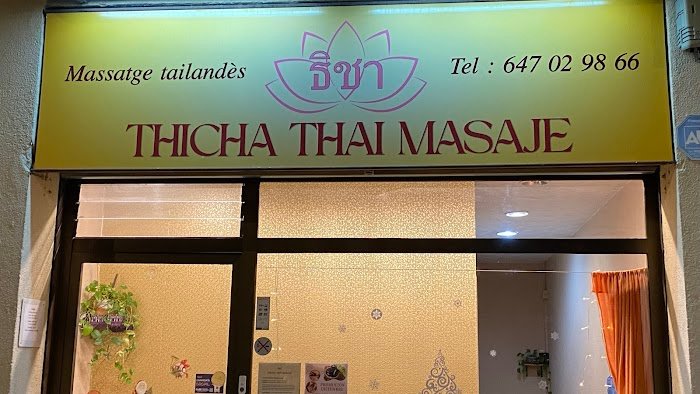 Massatge tailandès
ธิชา
Tel : 647 02 98 66
THICHA THAI MASAJE